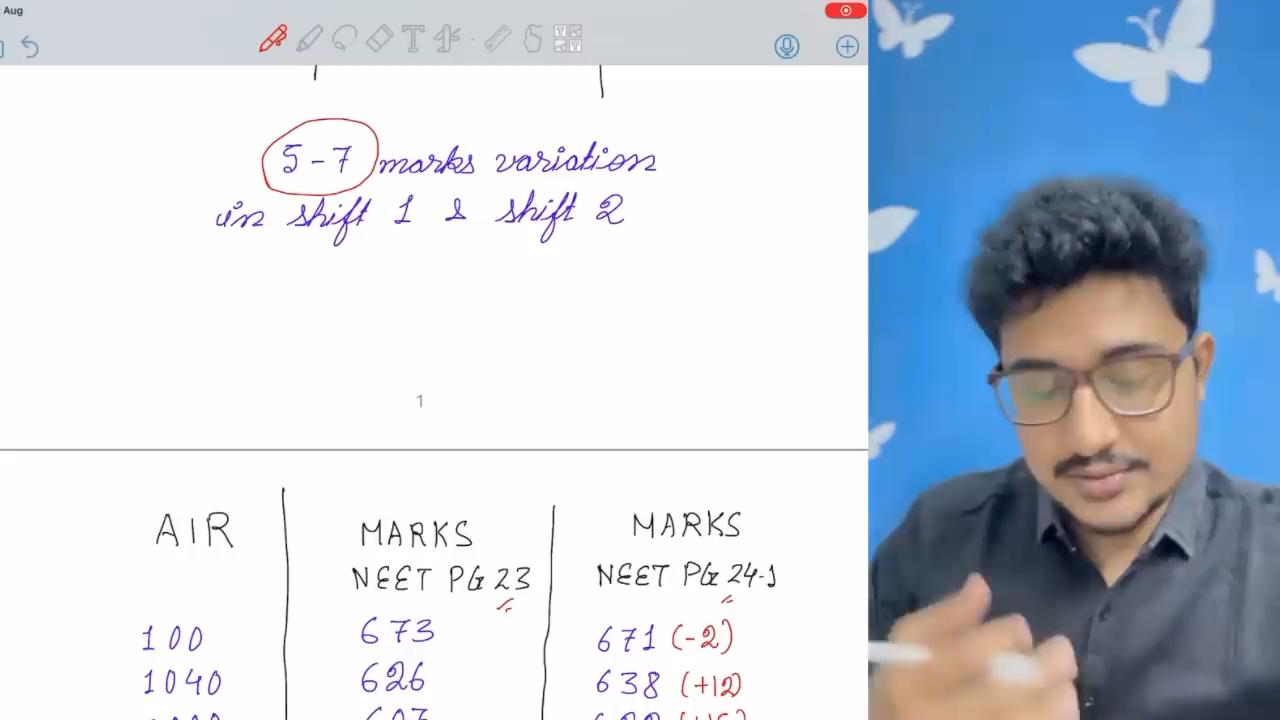 Aug
5-7 marks variation
in shift 1 & shift 2
1
AIR MARKS MARKS
NEET PG 23 NEET PG 24-1
100 673 671 (-2)
1040 626 638 (+12)